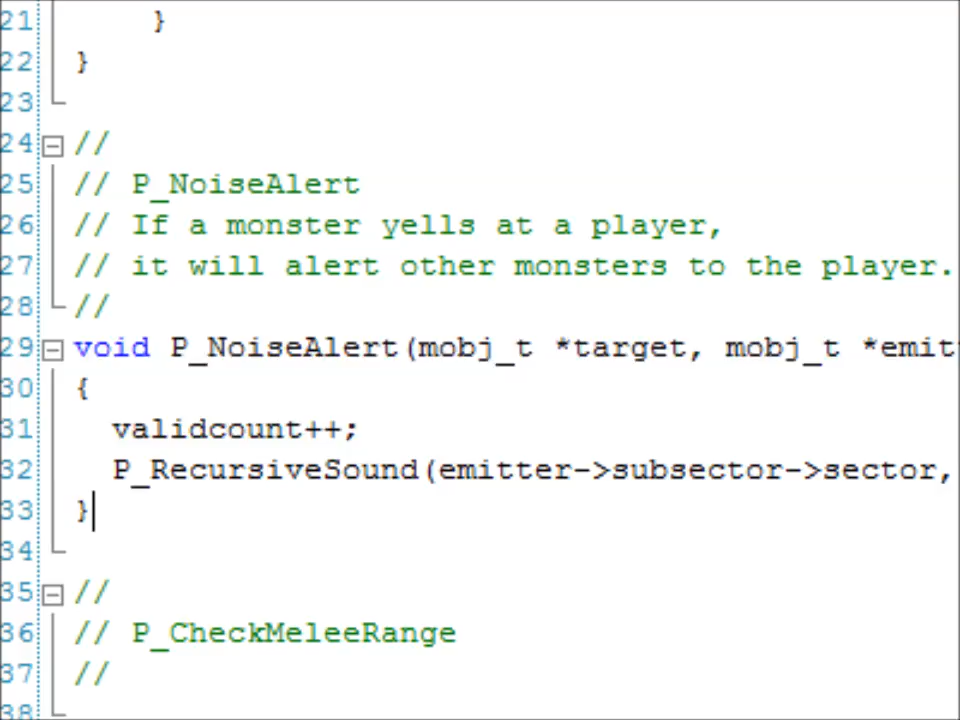 21 }
22 }
23
24 //
25 // P_NoiseAlert
26 // If a monster yells at a player,
27 // it will alert other monsters to the player.
28 //
29 void P_NoiseAlert(mobj_t *target, mobj_t *emit
30 {
31 validcount++;
32 P_RecursiveSound(emitter->subsector->sector,
33 }
34
35 //
36 // P_CheckMeleeRange
37 //
38